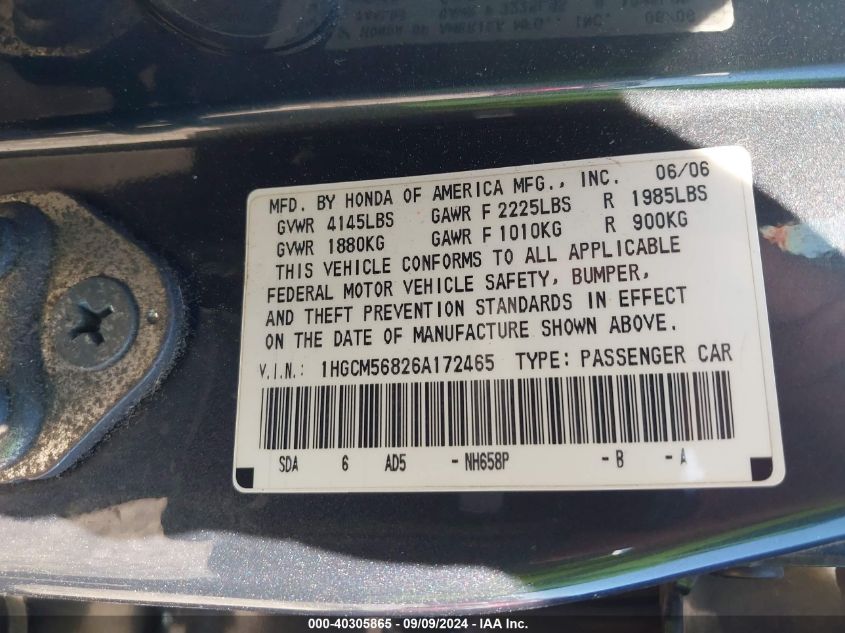 MFD. BY HONDA OF AMERICA MFG., INC. 06/06
GVWR 4145LBS GAWR F 2225LBS R 1985LBS
GVWR 1880KG GAWR F 1010KG R 900KG
THIS VEHICLE CONFORMS TO ALL APPLICABLE
FEDERAL MOTOR VEHICLE SAFETY, BUMPER,
AND THEFT PREVENTION STANDARDS IN EFFECT
ON THE DATE OF MANUFACTURE SHOWN ABOVE.
V.I.N.: 1HGCM56826A172465 TYPE: PASSENGER CAR
SDA 6 AD5 - NH658P - B - A
000-40305865 - 09/09/2024 - IAA Inc.